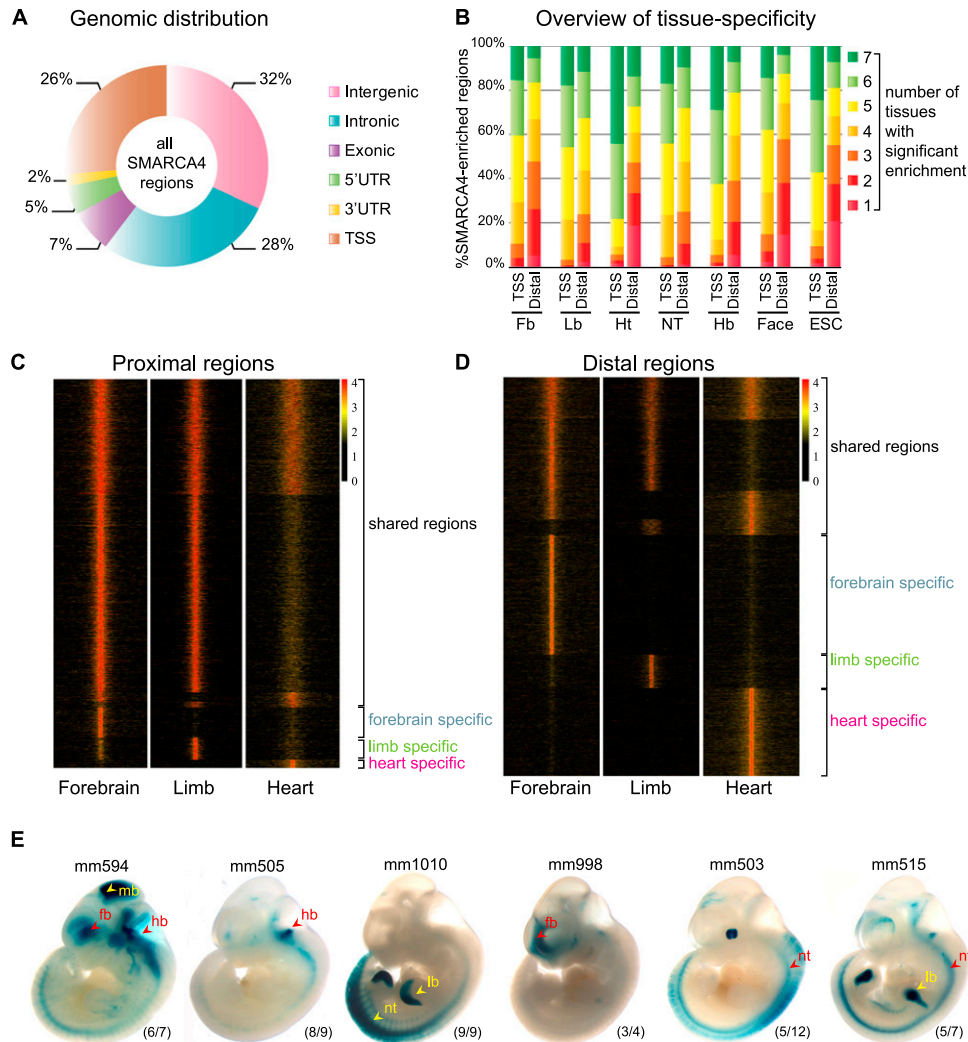 A Genomic distribution
26%
32%
2%
5%
7%
28%
all
SMARCA4
regions
Intergenic
Intronic
Exonic
5'UTR
3'UTR
TSS
B Overview of tissue-specificity
%SMARCA4-enriched regions
100%
80%
60%
40%
20%
0%
TSS Distal TSS Distal TSS Distal TSS Distal TSS Distal TSS Distal TSS Distal
Fb Lb Ht NT Hb Face ESC
7
6
5
4
3
2
1
number of
tissues
with
significant
enrichment
C Proximal regions
4
3
2
1
0
shared regions
forebrain specific
limb specific
heart specific
Forebrain Limb Heart
D Distal regions
4
3
2
1
0
shared regions
forebrain specific
limb specific
heart specific
Forebrain Limb Heart
E
mm594 mm505 mm1010 mm998 mm503 mm515
mb
fb
hb
hb
lb
nt
fb
nt
nt
lb
(6/7) (8/9) (9/9) (3/4) (5/12) (5/7)